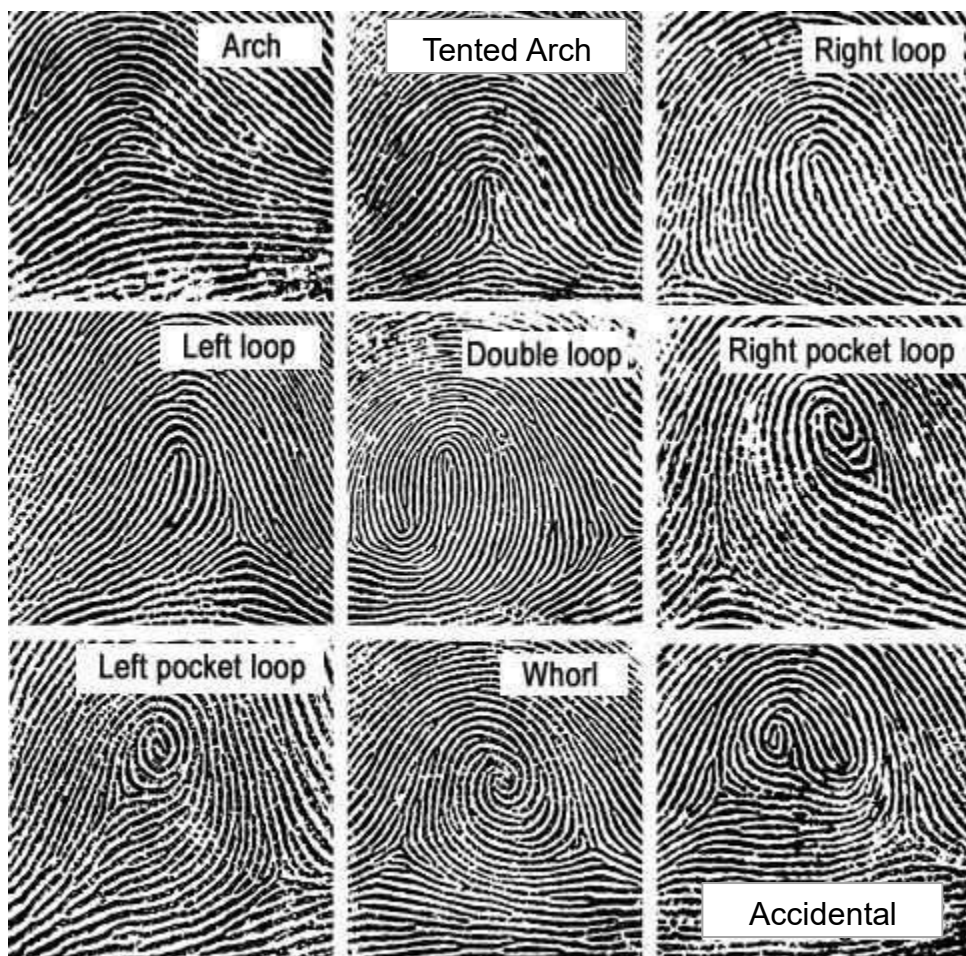 Arch
Tented Arch
Right loop
Left loop
Double loop
Right pocket loop
Left pocket loop
Whorl
Accidental